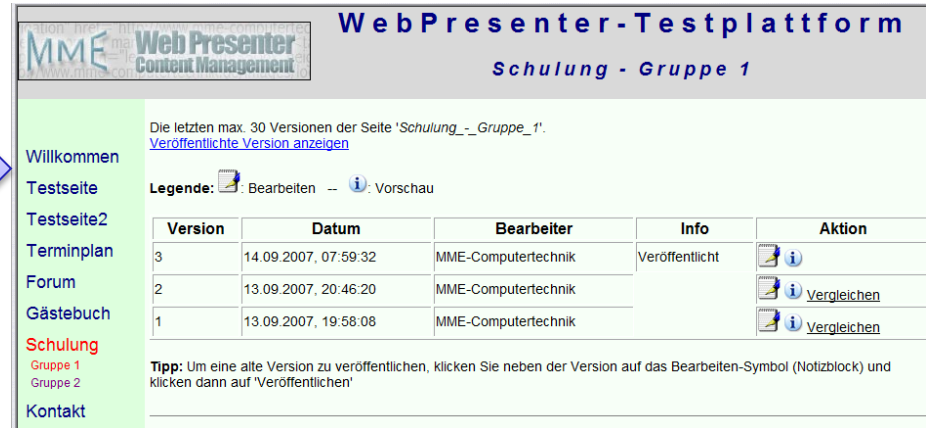 WebPresenter-Testplattform
MME Web Presenter
Content Management
Schulung - Gruppe 1
Die letzten max. 30 Versionen der Seite 'Schulung_-_Gruppe_1'.
Veröffentlichte Version anzeigen
Legende: : Bearbeiten -- : Vorschau
Willkommen
Testseite
Testseite2
Terminplan
Forum
Gästebuch
Schulung
Gruppe 1
Gruppe 2
Kontakt
Version Datum Bearbeiter Info Aktion
3 14.09.2007, 07:59:32 MME-Computertechnik Veröffentlicht
2 13.09.2007, 20:46:20 MME-Computertechnik Vergleichen
1 13.09.2007, 19:58:08 MME-Computertechnik Vergleichen
Tipp: Um eine alte Version zu veröffentlichen, klicken Sie neben der Version auf das Bearbeiten-Symbol (Notizblock) und
klicken dann auf 'Veröffentlichen'